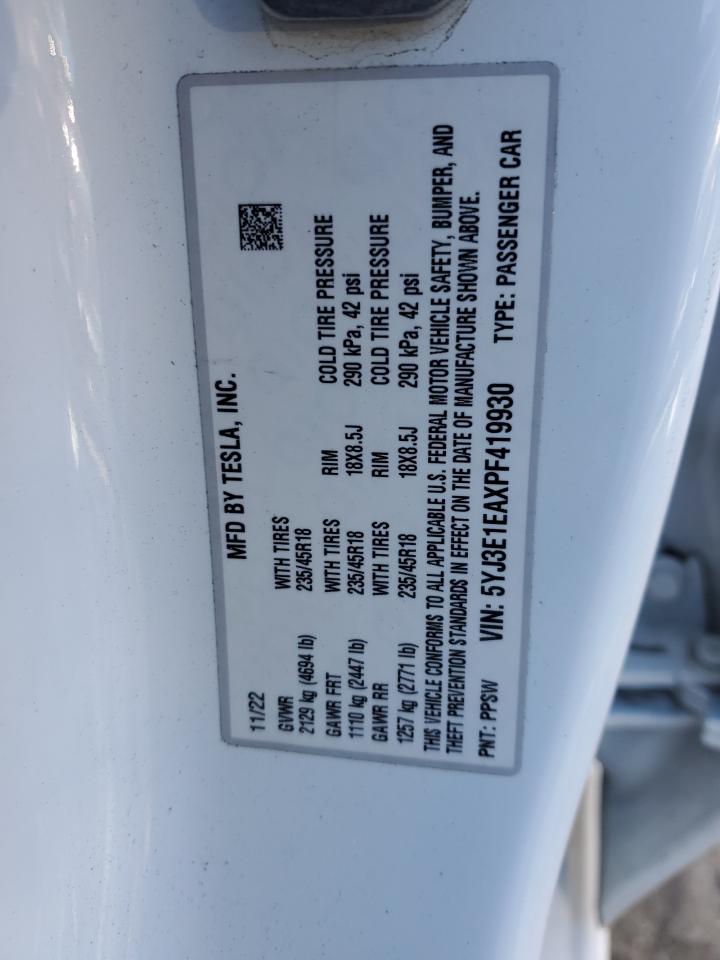 MFD BY TESLA, INC.
11/22
GVWR WITH TIRES RIM COLD TIRE PRESSURE
2129 kg (4694 lb) 235/45R18
GAWR FRT WITH TIRES RIM COLD TIRE PRESSURE
1110 kg (2447 lb) 235/45R18 18X8.5J 290 kPa, 42 psi
GAWR RR WITH TIRES RIM COLD TIRE PRESSURE
1257 kg (2771 lb) 235/45R18 18X8.5J 290 kPa, 42 psi
THIS VEHICLE CONFORMS TO ALL APPLICABLE U.S. FEDERAL MOTOR VEHICLE SAFETY, BUMPER, AND
THEFT PREVENTION STANDARDS IN EFFECT ON THE DATE OF MANUFACTURE SHOWN ABOVE.
PNT: PPSW VIN: 5YJ3E1EAXPF419930 TYPE: PASSENGER CAR